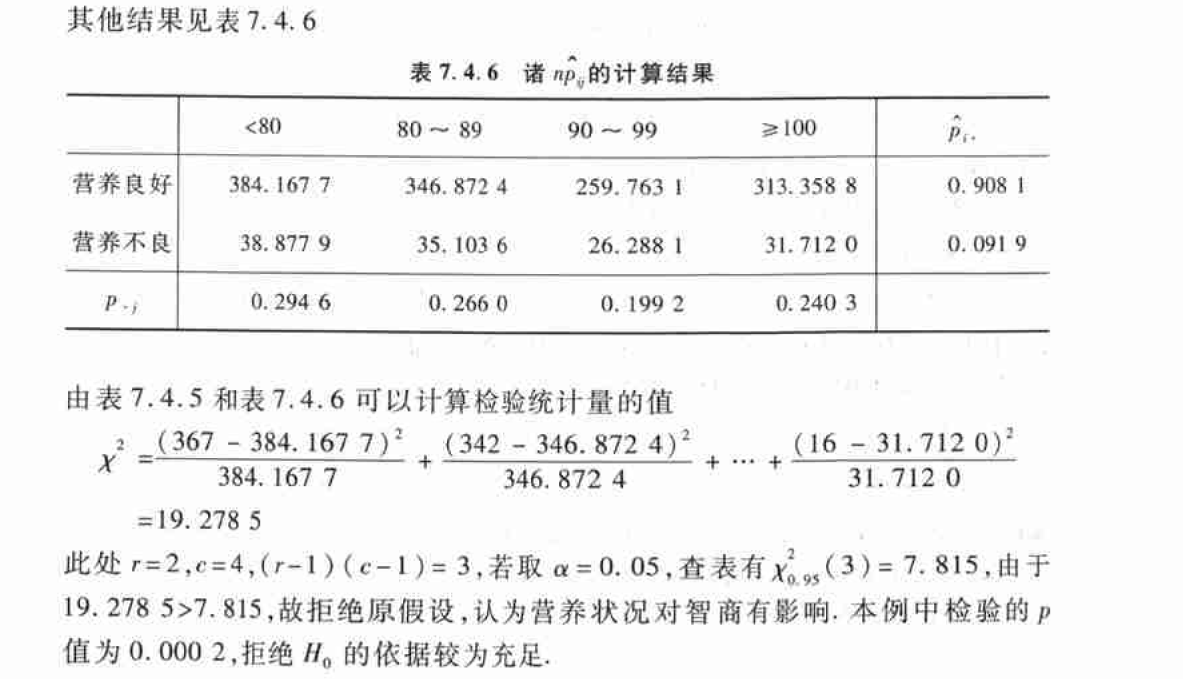 其他结果见表 7.4.6
表 7.4.6 诸 $n\hat{p}_{ij}$ 的计算结果
<80 80～89 90～99 ≥100 $\hat{p}_{i\cdot}$
营养良好 384.167 7 346.872 4 259.763 1 313.358 8 0.908 1
营养不良 38.877 9 35.103 6 26.288 1 31.712 0 0.091 9
$p_{\cdot j}$ 0.294 6 0.266 0 0.199 2 0.240 3
由表 7.4.5 和表 7.4.6 可以计算检验统计量的值
$\chi^2 = \frac{(367 - 384.167 7)^2}{384.167 7} + \frac{(342 - 346.872 4)^2}{346.872 4} + \cdots + \frac{(16 - 31.712 0)^2}{31.712 0}$
=19.278 5
此处 r=2,c=4,(r-1)(c-1)=3,若取 α=0.05,查表有 $\chi^2_{0.95}(3)$=7.815,由于
19.278 5>7.815,故拒绝原假设,认为营养状况对智商有影响. 本例中检验的 p
值为 0.000 2,拒绝 $H_0$ 的依据较为充足.